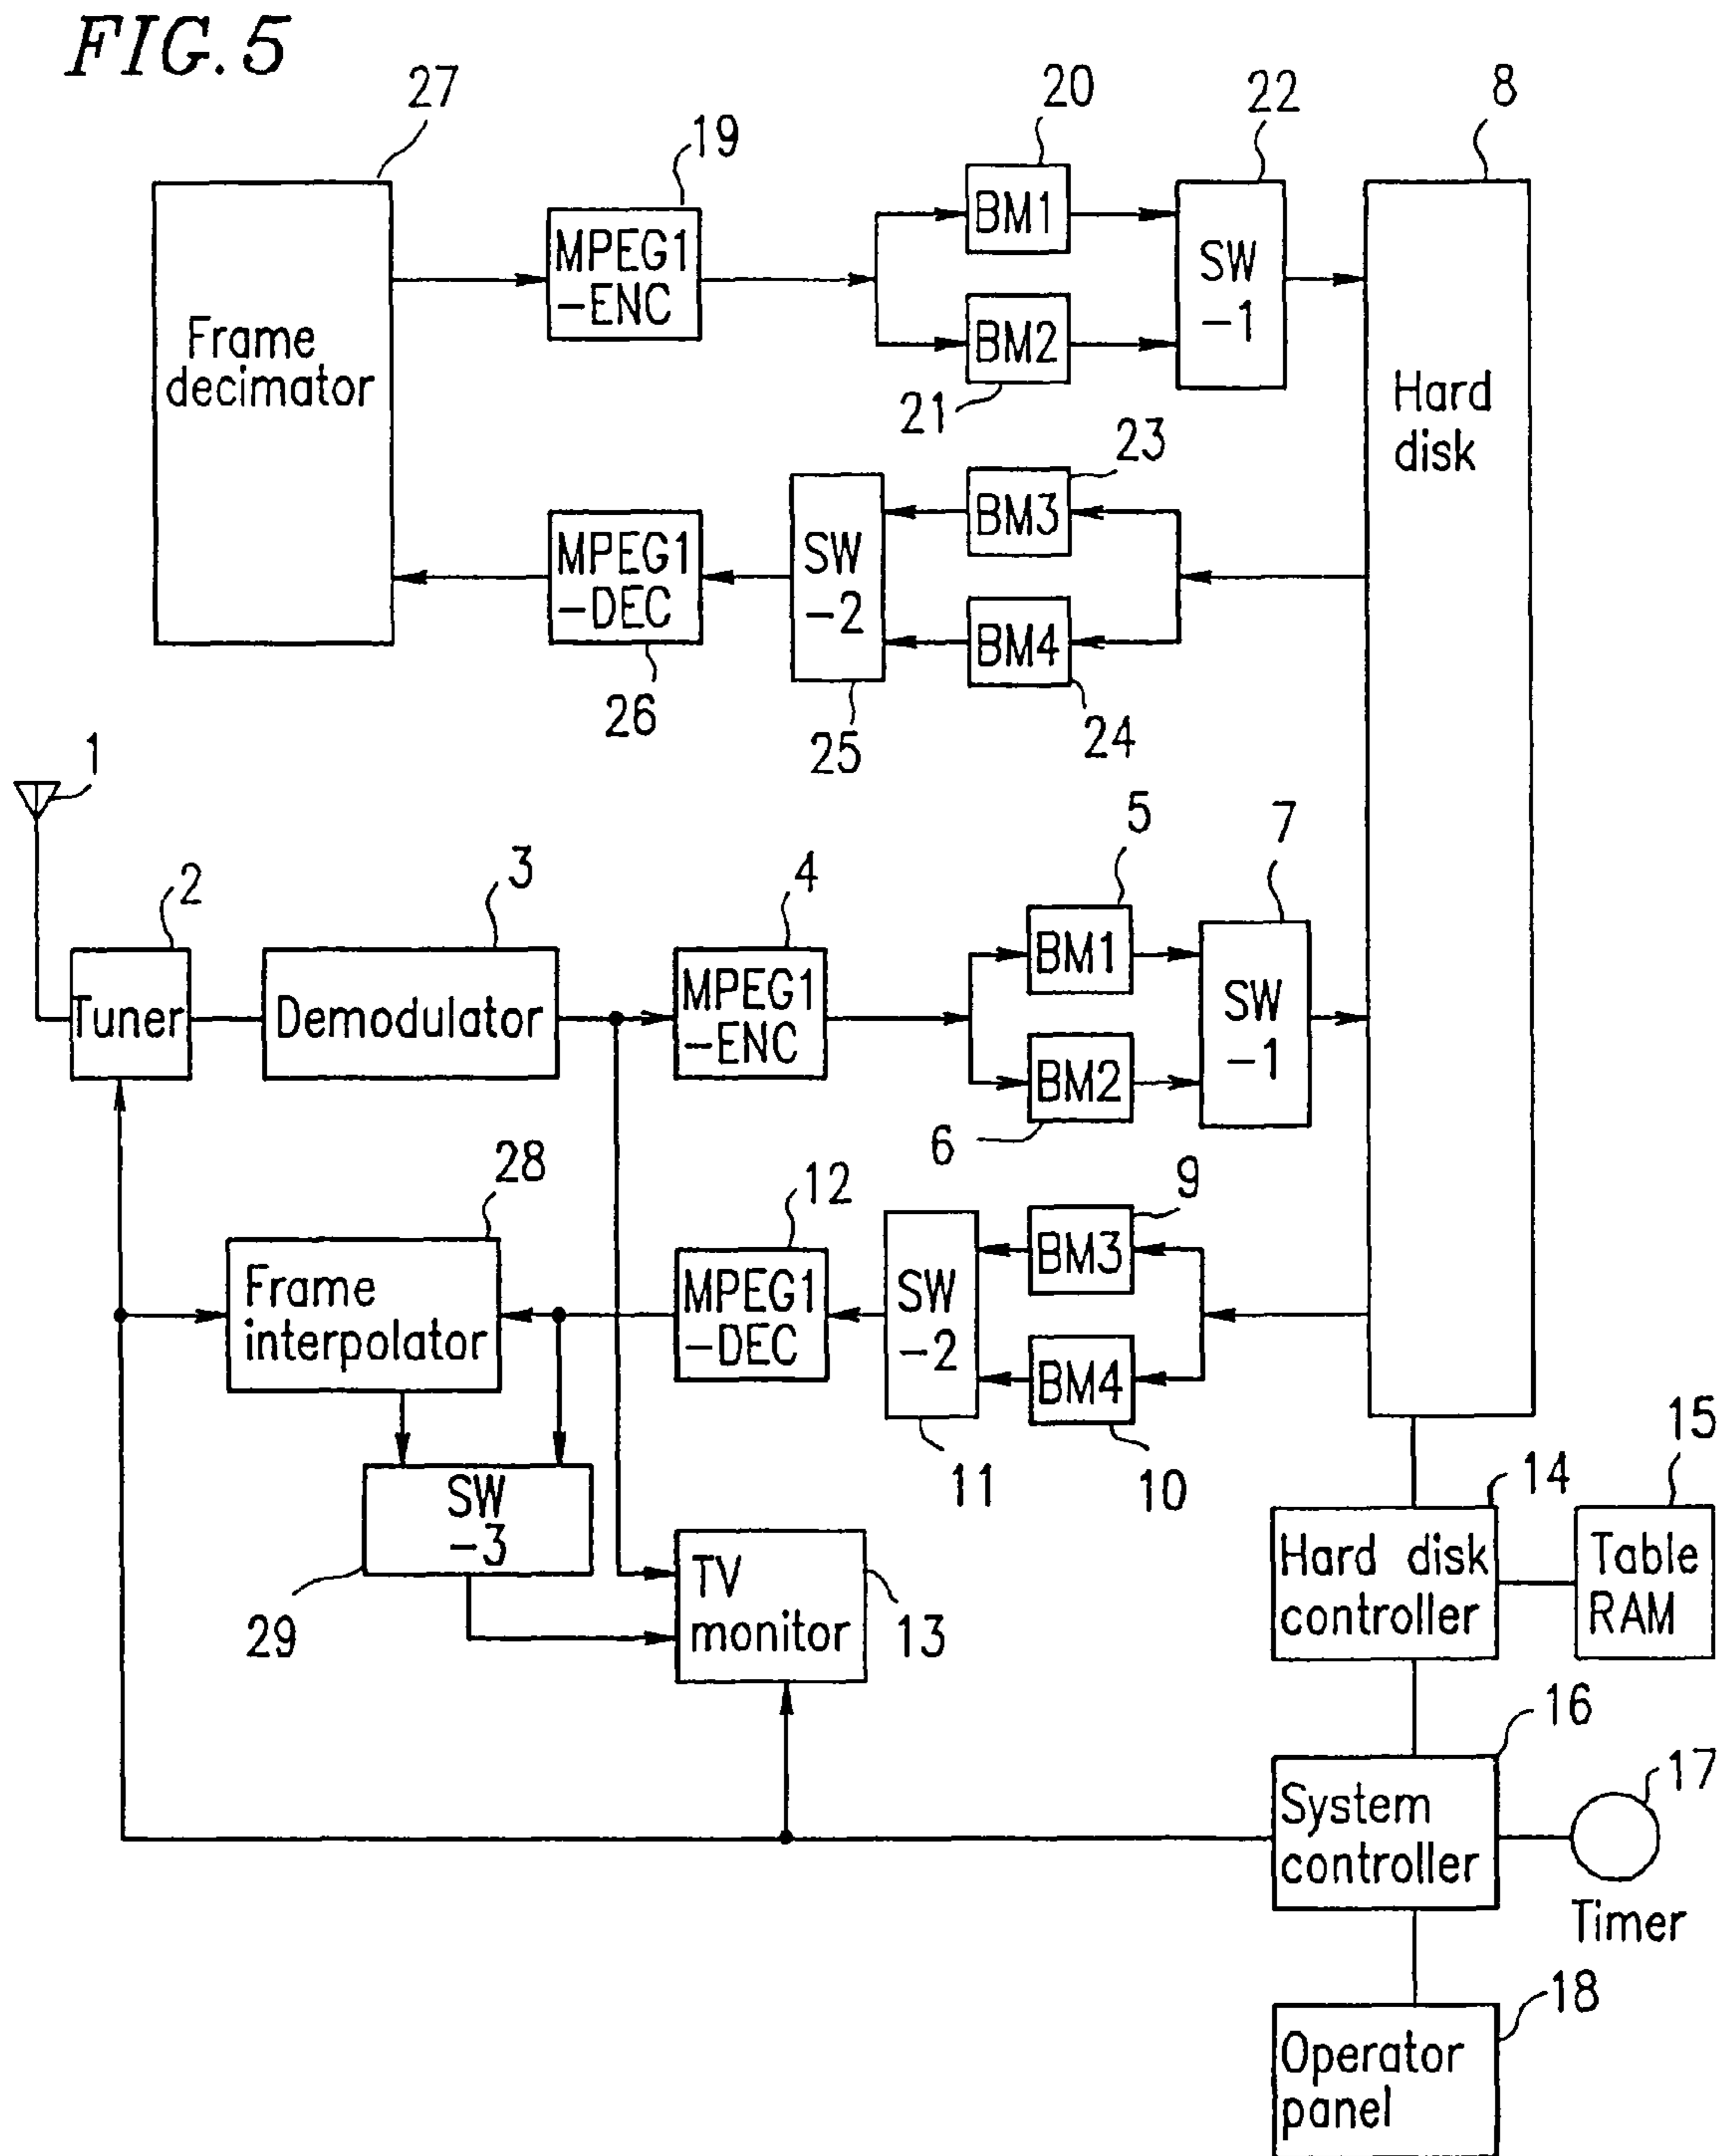 FIG. 5
27
20
22
8
19
BM1
MPEG1
-ENC
SW
-1
Frame
decimator
BM2
Hard
disk
21
23
BM3
MPEG1
-DEC
SW
-2
BM4
26
25
24
1
5
7
2
3
4
BM1
Tuner
Demodulator
MPEG1
-ENC
SW
-1
BM2
6
28
12
9
BM3
Frame
interpolator
MPEG1
-DEC
SW
-2
BM4
11
10
14
15
SW
-3
29
TV
monitor
13
Hard disk
controller
Table
RAM
16
17
System
controller
Timer
18
Operator
panel